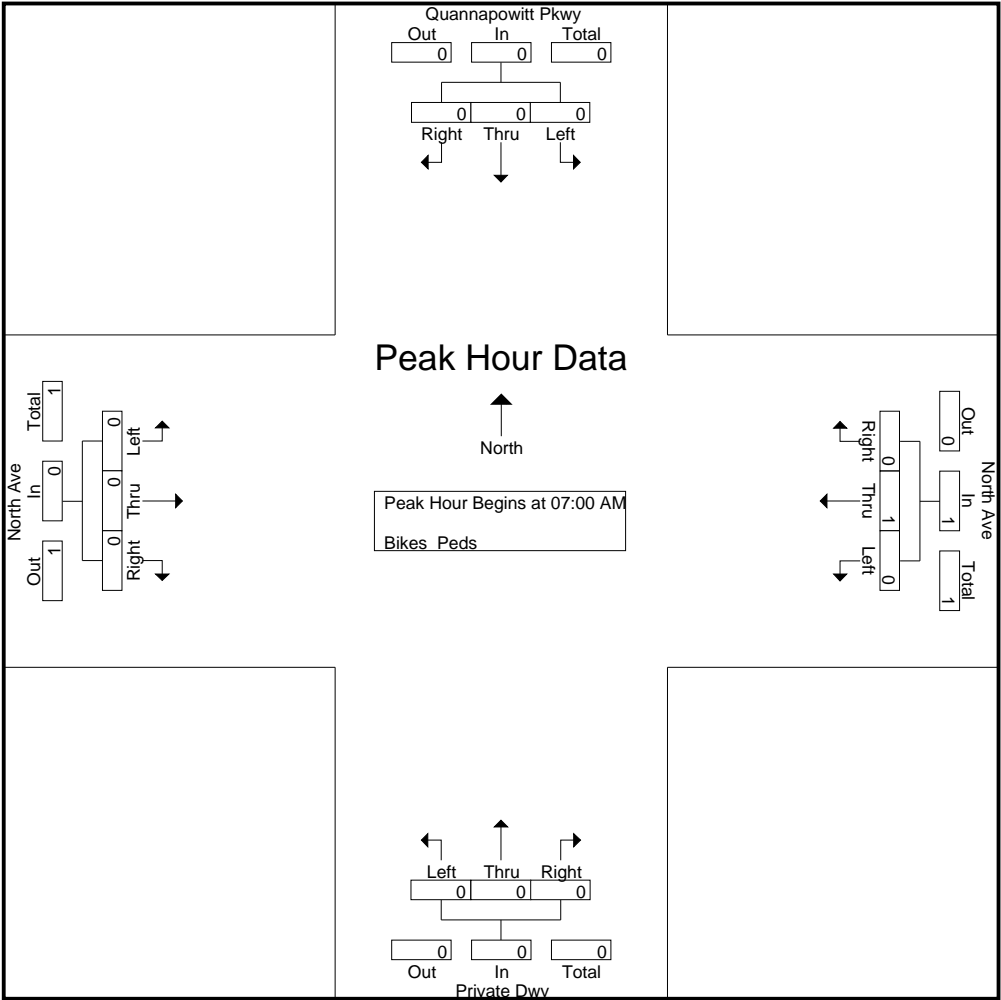 Quannapowitt Pkwy
Out In Total
0 0 0
0 0 0
Right Thru Left
Peak Hour Data
North
Peak Hour Begins at 07:00 AM
Bikes Peds
North Ave
Out In Total
1 0 1
0 0 0
Right Thru Left
North Ave
Out In Total
0 1 1
0 1 0
Right Thru Left
Left Thru Right
0 0 0
0 0 0
Out In Total
Private Dwy